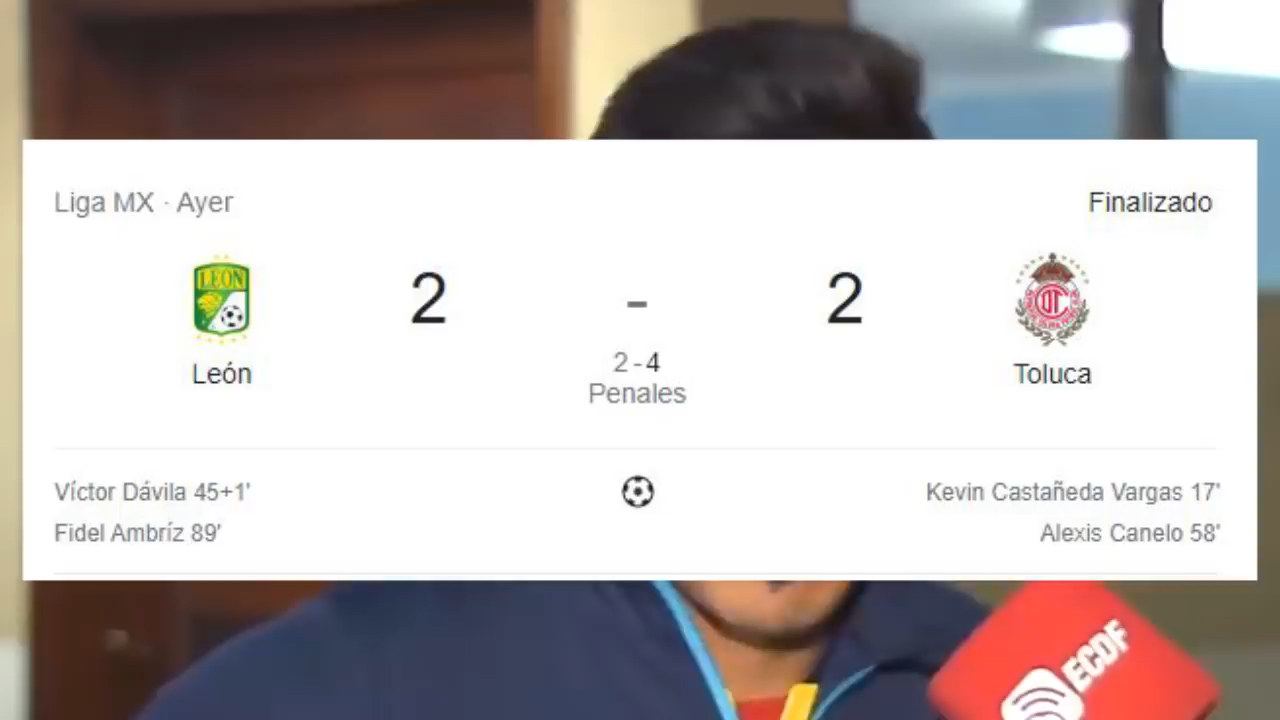 Liga MX · Ayer
Finalizado
LEON
2 - 2
León
2 - 4
Toluca
Penales
Víctor Dávila 45+1'
Kevin Castañeda Vargas 17'
Fidel Ambríz 89'
Alexis Canelo 58'
ECDF